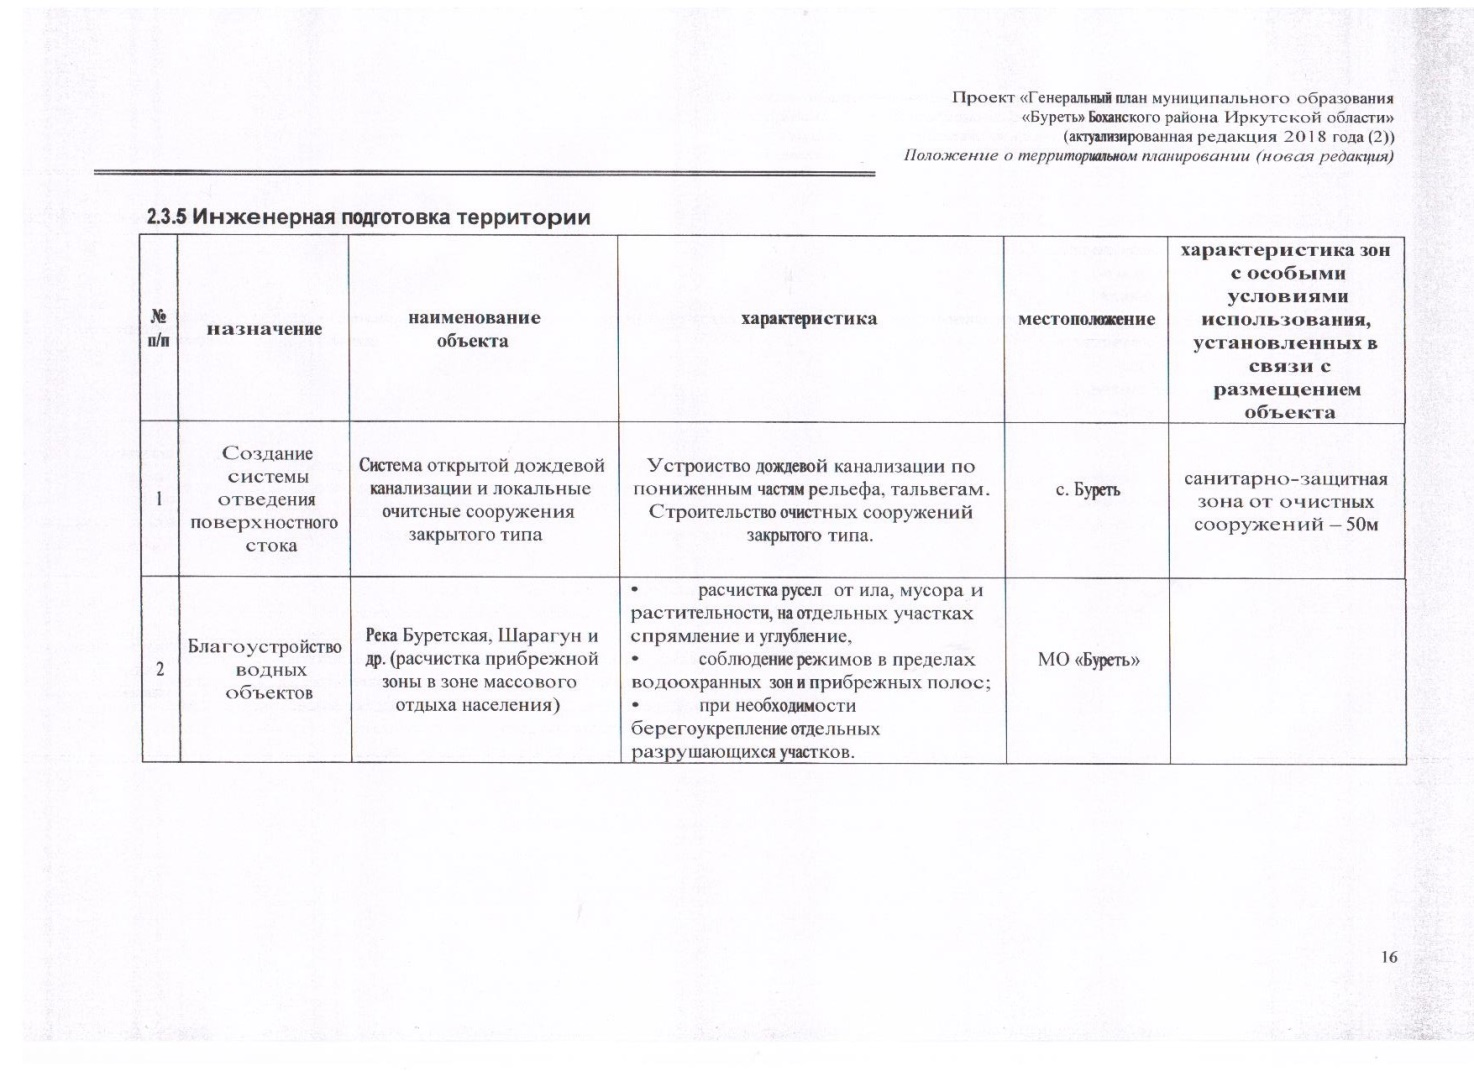 Проект «Генеральный план муниципального образования
«Буреть» Боханского района Иркутской области»
(актуализированная редакция 2018 года (2))
Положение о территориальном планировании (новая редакция)
2.3.5 Инженерная подготовка территории
№
п/п
назначение
наименование
объекта
характеристика
местоположение
характеристика зон
с особыми
условиями
использования,
установленных в
связи с
размещением
объекта
1
Создание
системы
отведения
поверхностного
стока
Система открытой дождевой
канализации и локальные
очитсные сооружения
закрытого типа
Устроиство дождевой канализации по
пониженным частям рельефа, тальвегам.
Строительство очистных сооружений
закрытого типа.
с. Буреть
санитарно-защитная
зона от очистных
сооружений – 50м
2
Благоустройство
водных
объектов
Река Буретская, Шарагун и
др. (расчистка прибрежной
зоны в зоне массового
отдыха населения)
• расчистка русел от ила, мусора и
растительности, на отдельных участках
спрямление и углубление,
• соблюдение режимов в пределах
водоохранных зон и прибрежных полос;
• при необходимости
берегоукрепление отдельных
разрушающихся участков.
МО «Буреть»
16